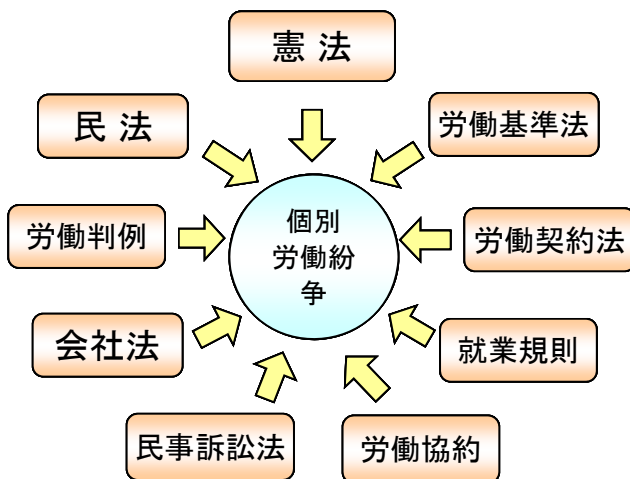 憲 法
民 法
労働基準法
個別
労働紛
争
労働判例
労働契約法
会社法
就業規則
民事訴訟法
労働協約